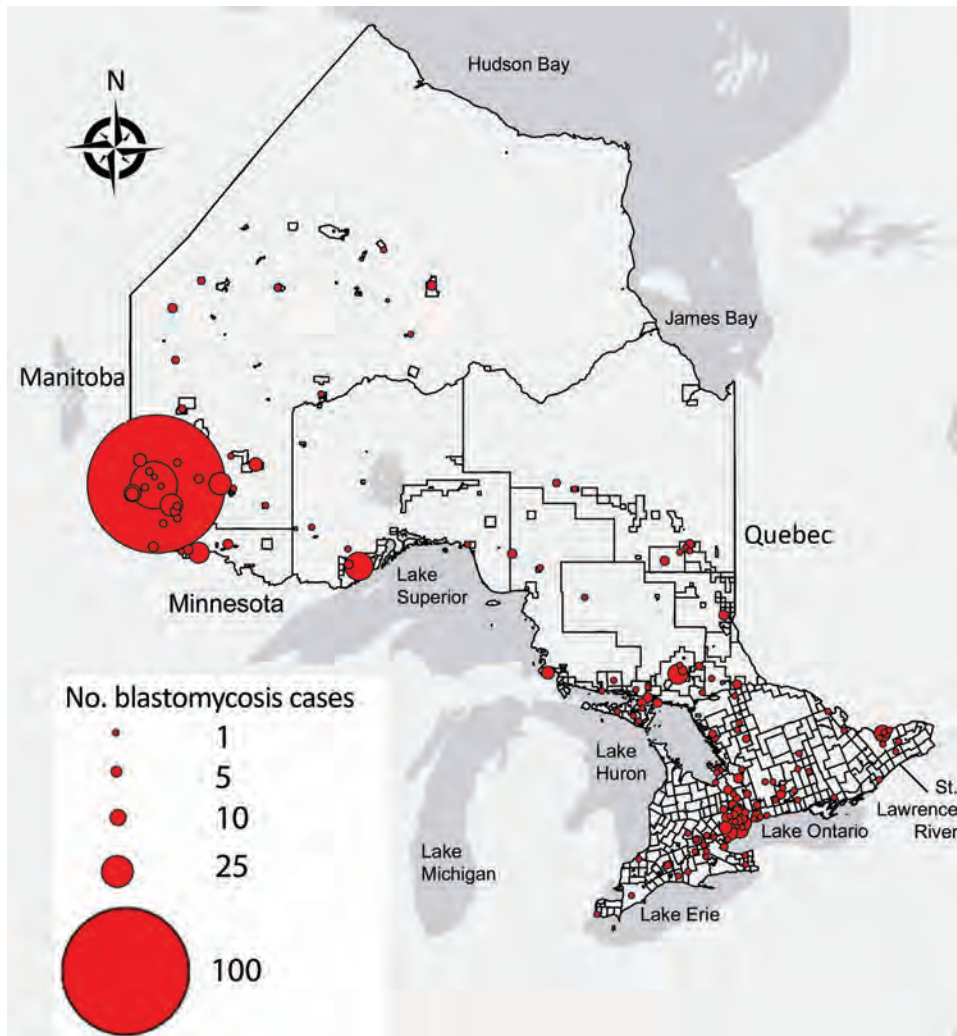 Hudson Bay
N
James Bay
Manitoba
Quebec
Lake
Superior
Minnesota
No. blastomycosis cases
1
5
10
25
100
Lake
Huron
St.
Lawrence
River
Lake Ontario
Lake
Michigan
Lake Erie